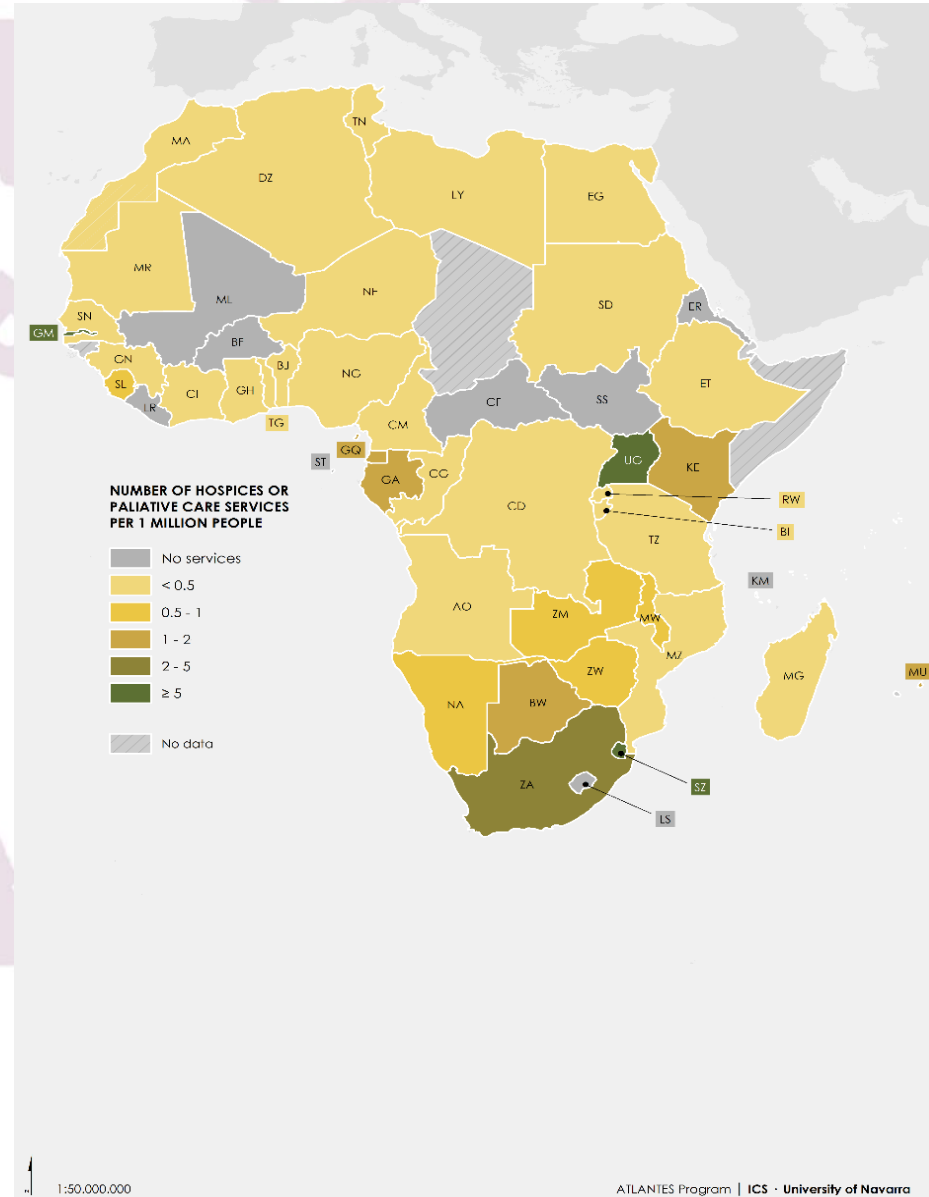 TN
MA
DZ
LY
EG
MR
ML
NE
SD
ER
SN
GM
BF
GN
BJ
NG
ET
SL
CI
GH
LR
CF
SS
TG
CM
GQ
ST
UG
KE
GA
CG
NUMBER OF HOSPICES OR
PALIATIVE CARE SERVICES
PER 1 MILLION PEOPLE
No services
< 0.5
0.5 - 1
1 - 2
2 - 5
≥ 5
No data
CD
RW
BI
TZ
KM
AO
ZM
MW
MZ
ZW
MG
MU
NA
BW
ZA
SZ
LS
N
1:50.000.000
ATLANTES Program | ICS · University of Navarra